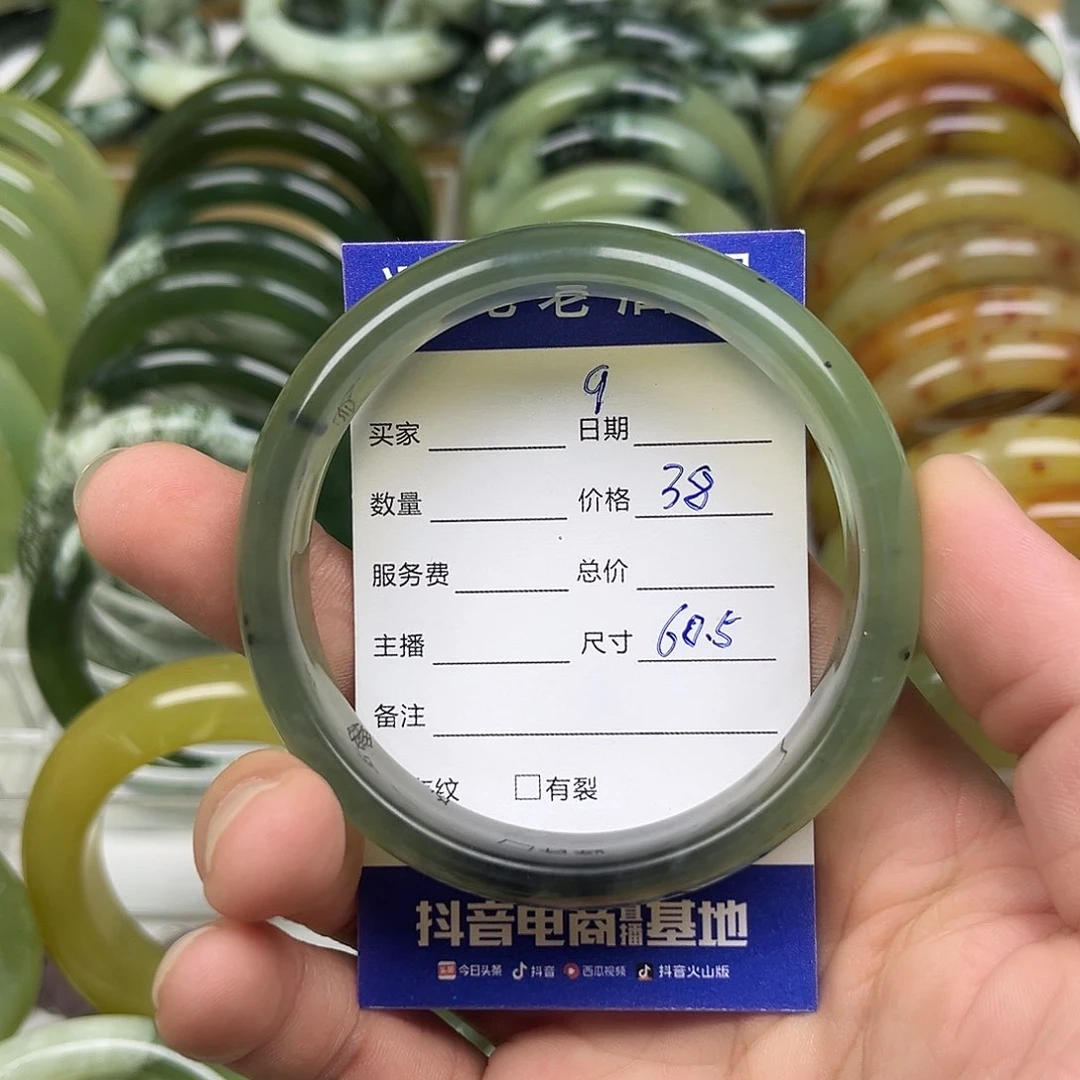 9
买家 日期
数量 价格 38
服务费 总价
主播 尺寸 60.5
备注
纹 □有裂
抖音电商直播基地
头条 今日头条 抖音 西瓜视频 抖音火山版